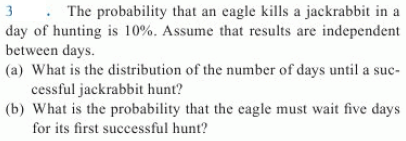 3 . The probability that an eagle kills a jackrabbit in a
day of hunting is 10%. Assume that results are independent
between days.
(a) What is the distribution of the number of days until a suc-
cessful jackrabbit hunt?
(b) What is the probability that the eagle must wait five days
for its first successful hunt?